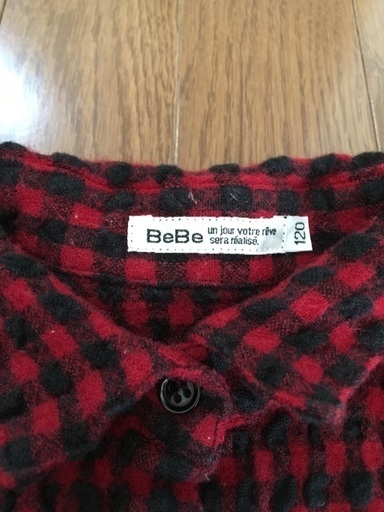 BeBe
un jour votre rêve
sera réalisé.
120